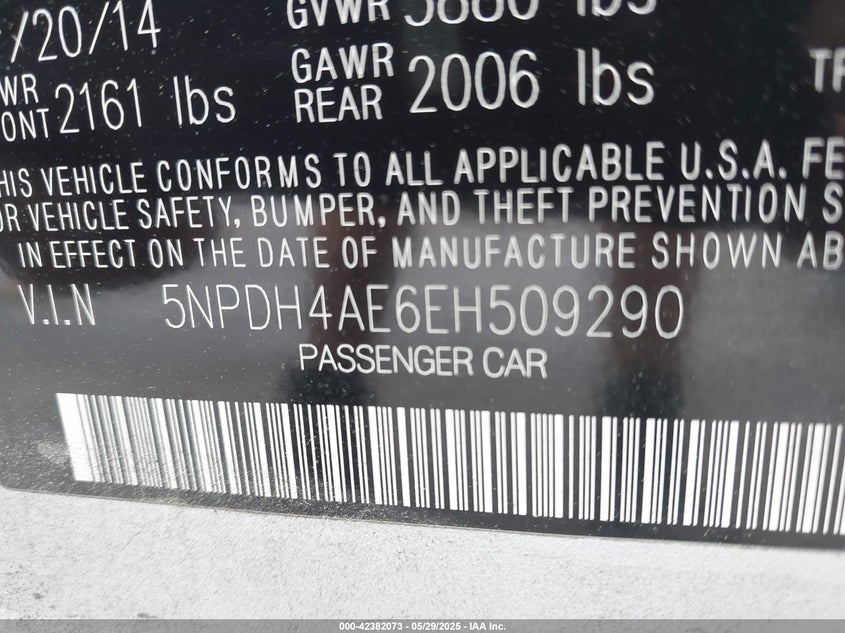 /20/14 GVWR 3880 lbs
WR ONT 2161 lbs GAWR REAR 2006 lbs
HIS VEHICLE CONFORMS TO ALL APPLICABLE U.S.A. FE
OR VEHICLE SAFETY, BUMPER, AND THEFT PREVENTION S
IN EFFECT ON THE DATE OF MANUFACTURE SHOWN AB
V.I.N 5NPDH4AE6EH509290
PASSENGER CAR
000-42382073 - 05/29/2025 - IAA Inc.